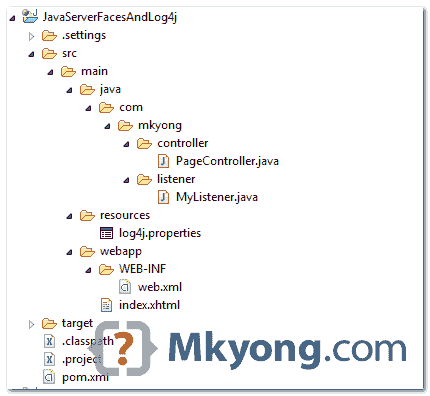 JavaServerFacesAndLog4j
.settings
src
main
java
com
mkyong
controller
PageController.java
listener
MyListener.java
resources
log4j.properties
webapp
WEB-INF
web.xml
index.xhtml
target
.classpath
.project
pom.xml
Mkyong.com